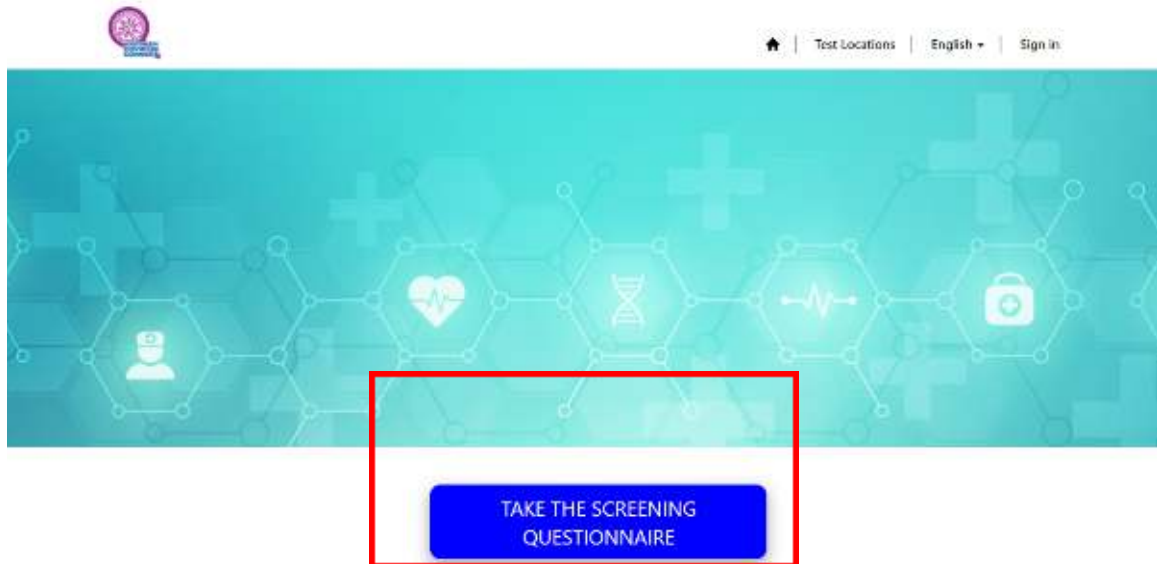 Test Locations
English
Sign in
TAKE THE SCREENING
QUESTIONNAIRE